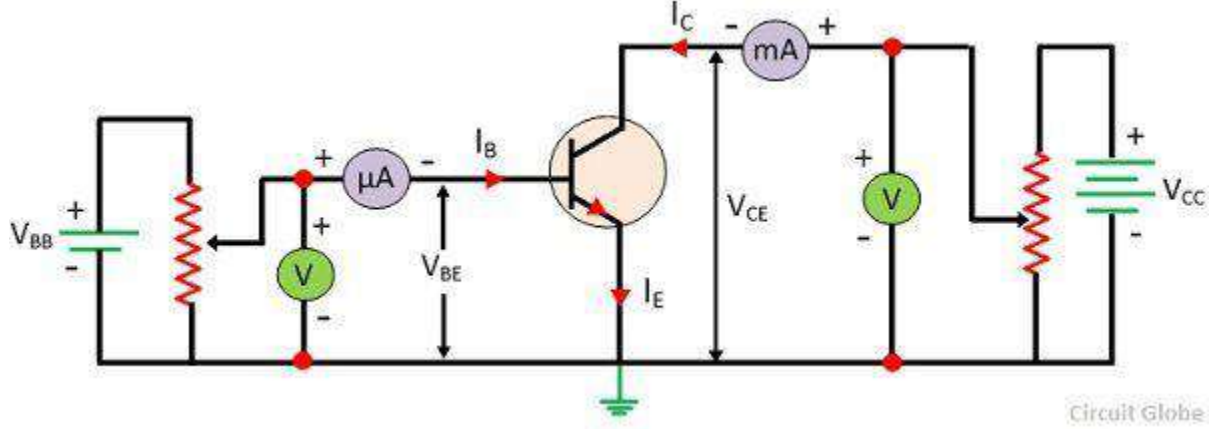 I_C
- mA +
+ μA - I_B
+ V -
V_BB + -
V_BE
I_E
V_CE
+ V -
+ V_CC -
Circuit Globe